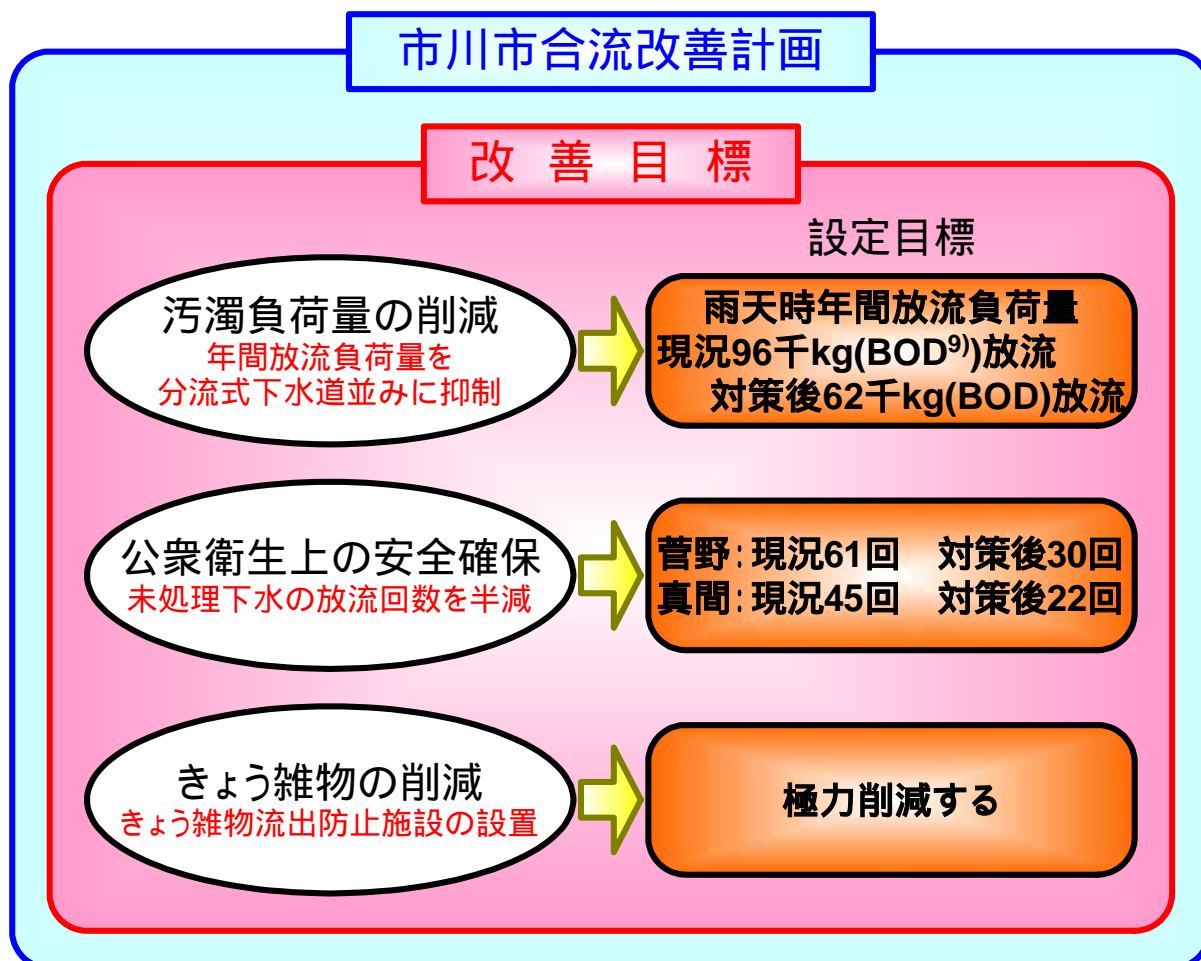 市川市合流改善計画
改 善 目 標
設定目標
汚濁負荷量の削減
年間放流負荷量を
分流式下水道並みに抑制
雨天時年間放流負荷量
現況96千kg(BOD9))放流
対策後62千kg(BOD)放流
公衆衛生上の安全確保
未処理下水の放流回数を半減
菅野:現況61回 対策後30回
真間:現況45回 対策後22回
きょう雑物の削減
きょう雑物流出防止施設の設置
極力削減する